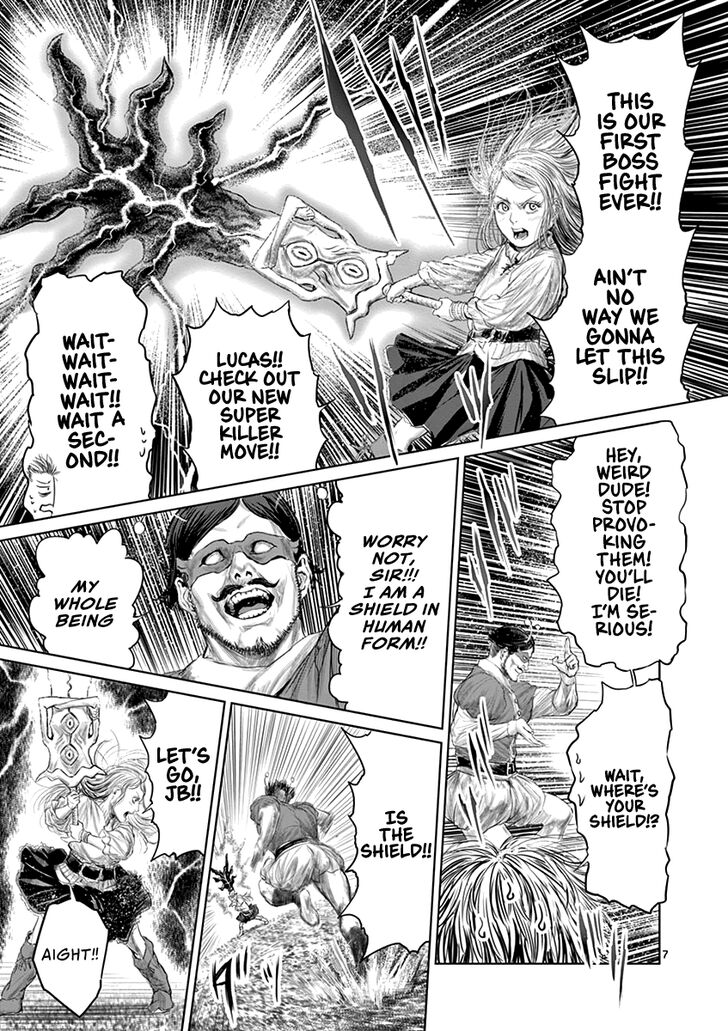 THIS
IS OUR
FIRST
BOSS
FIGHT
EVER!!
AIN'T
NO
WAY WE
GONNA
LET THIS
SLIP!!
LUCAS!!
CHECK OUT
OUR NEW
SUPER
KILLER
MOVE!!
WAIT-
WAIT-
WAIT-
WAIT!!
WAIT A
SEC-
OND!!
HEY,
WEIRD
DUDE!
STOP
PROVO-
KING
THEM!
YOU'LL
DIE!
I'M SE-
RIOUS!
WAIT,
WHERE'S
YOUR
SHIELD!?
WORRY
NOT,
SIR!!!
I AM A
SHIELD IN
HUMAN
FORM!!
MY
WHOLE
BEING
IS
THE
SHIELD!!
ダダッ
LET'S
GO,
JB!!
AIGHT!!
7